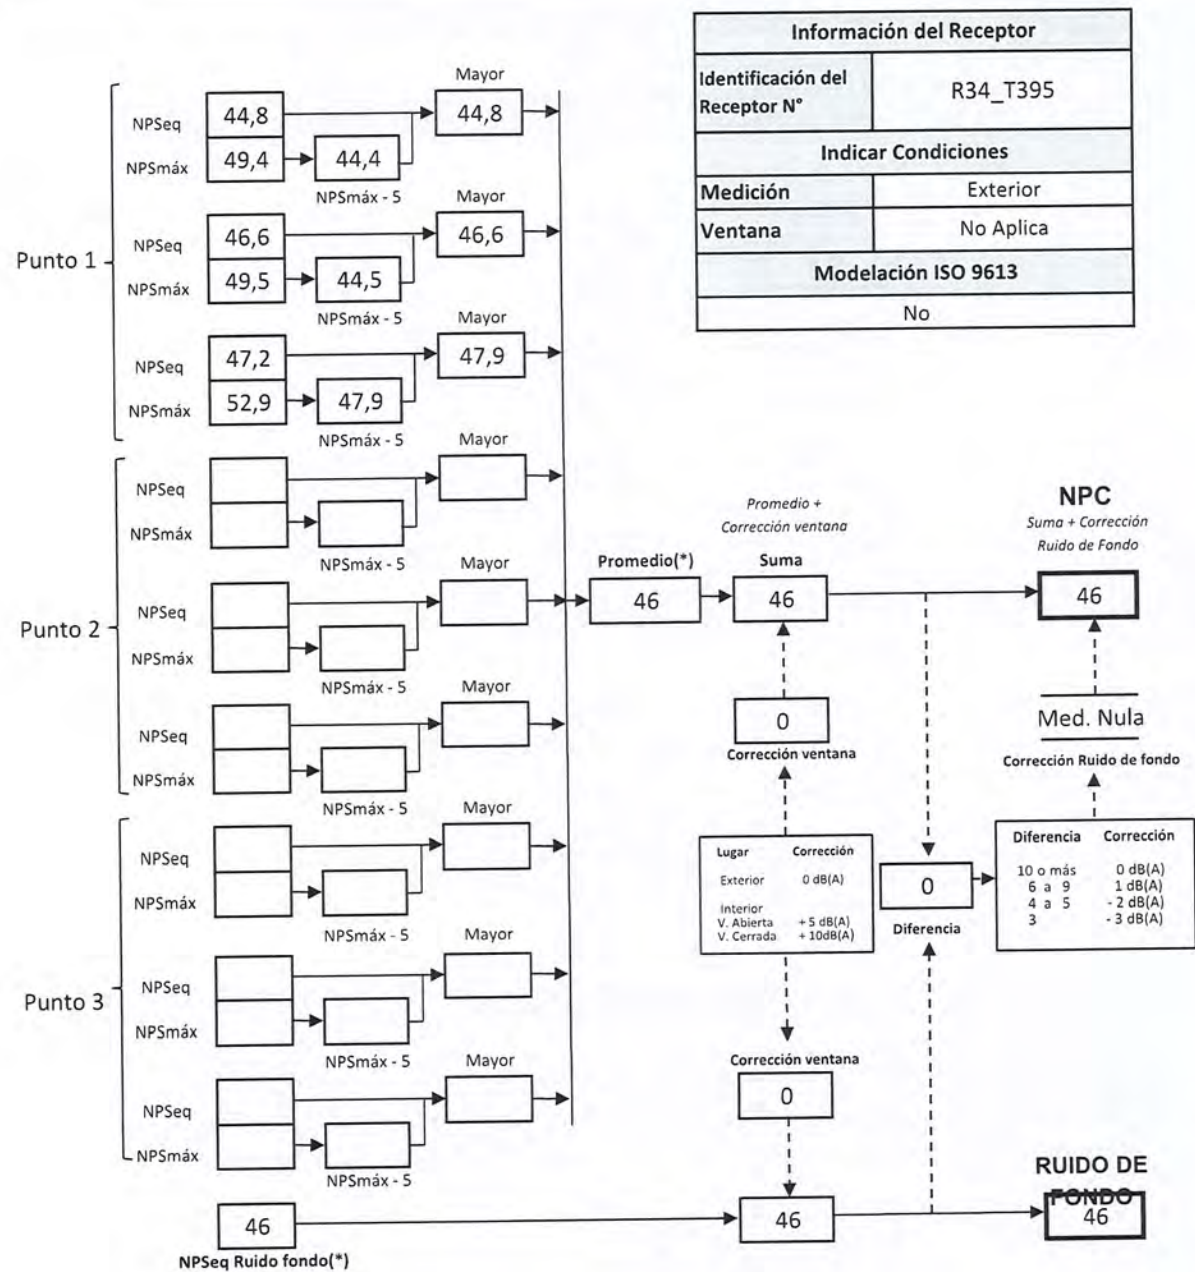 Información del Receptor
Identificación del
Receptor N°
R34_T395
Indicar Condiciones
Medición
Exterior
Ventana
No Aplica
Modelación ISO 9613
No
Punto 1
Mayor
NPSeq
44,8
44,8
NPSmáx
49,4
44,4
NPSmáx - 5
Mayor
NPSeq
46,6
46,6
NPSmáx
49,5
44,5
NPSmáx - 5
Mayor
NPSeq
47,2
47,9
NPSmáx
52,9
47,9
NPSmáx - 5
Punto 2
Mayor
NPSeq
NPSmáx
NPSmáx - 5
Mayor
NPSeq
NPSmáx
NPSmáx - 5
Mayor
NPSeq
NPSmáx
NPSmáx - 5
Punto 3
Mayor
NPSeq
NPSmáx
NPSmáx - 5
Mayor
NPSeq
NPSmáx
NPSmáx - 5
Mayor
NPSeq
NPSmáx
NPSmáx - 5
Promedio(*)
46
Promedio +
Corrección ventana
Suma
46
NPC
Suma + Corrección
Ruido de Fondo
46
0
Corrección ventana
Med. Nula
Corrección Ruido de fondo
Lugar Corrección
Exterior 0 dB(A)
Interior
V. Abierta + 5 dB(A)
V. Cerrada + 10dB(A)
0
Diferencia
Diferencia Corrección
10 o más 0 dB(A)
6 a 9 1 dB(A)
4 a 5 - 2 dB(A)
3 - 3 dB(A)
Corrección ventana
0
46
NPSeq Ruido fondo(*)
46
RUIDO DE
FONDO
46